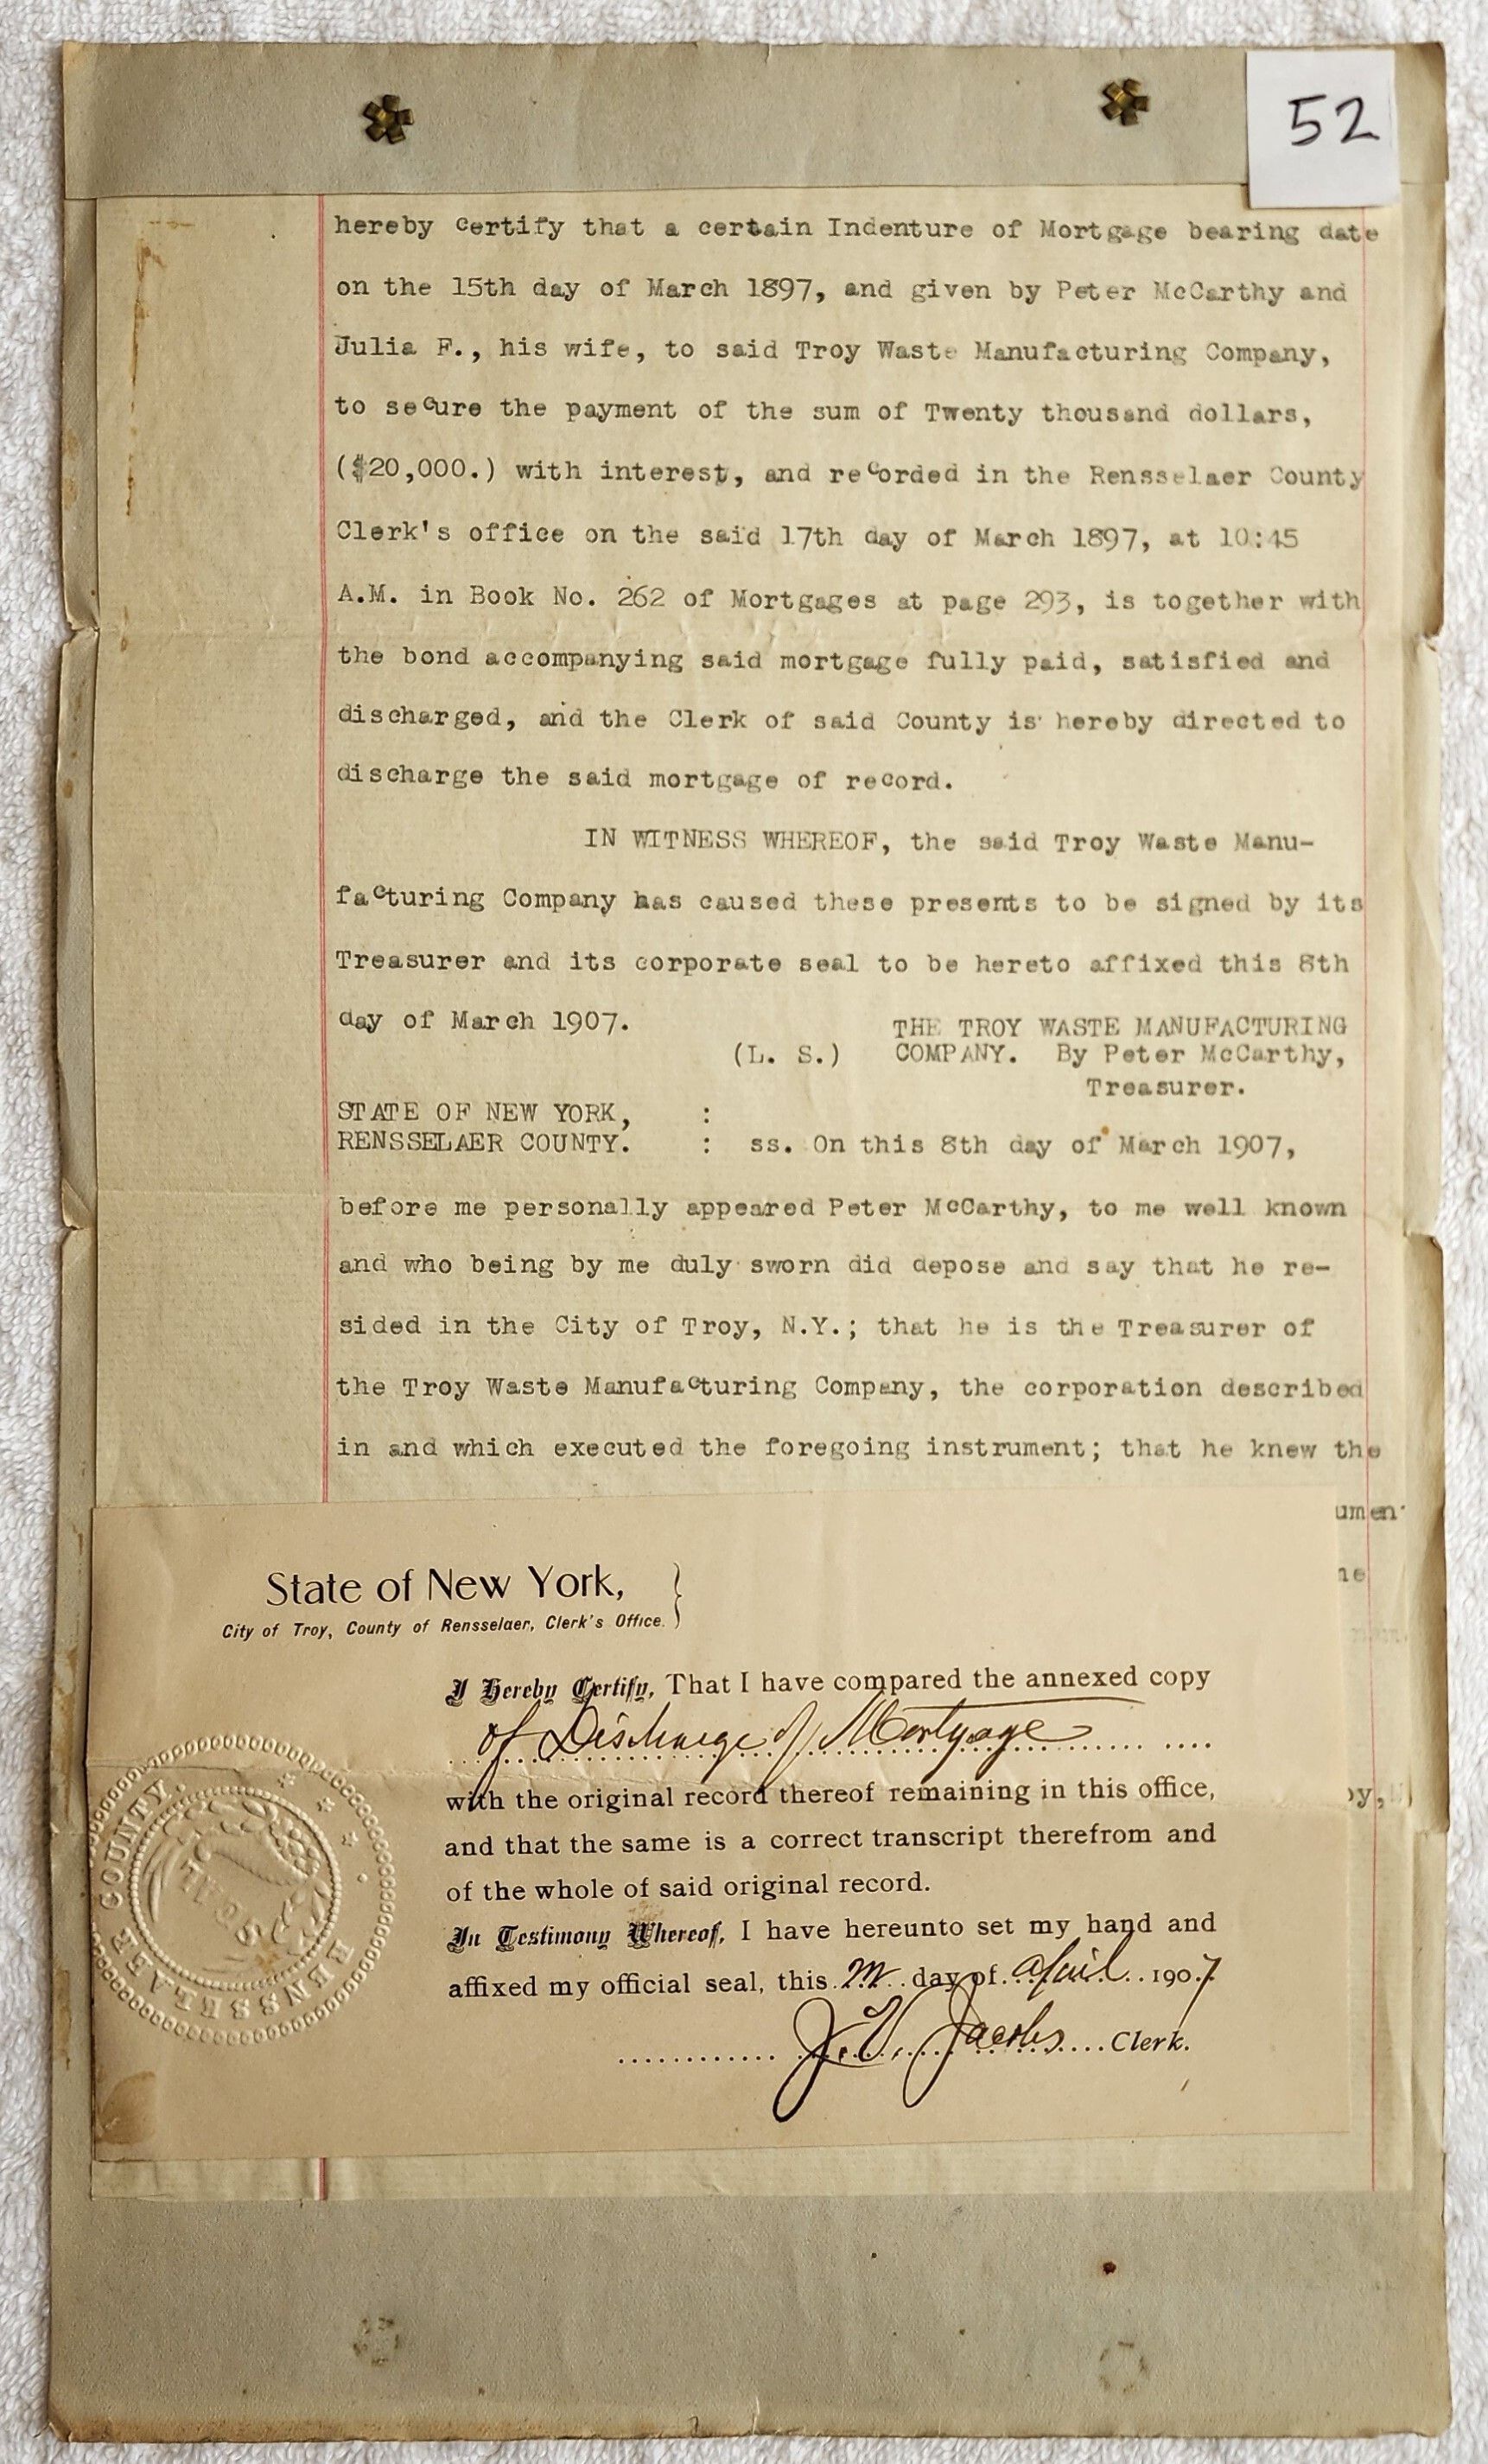 52
hereby certify that a certain Indenture of Mortgage bearing date
on the 15th day of March 1897, and given by Peter McCarthy and
Julia F., his wife, to said Troy Waste Manufacturing Company,
to secure the payment of the sum of Twenty thousand dollars,
($20,000.) with interest, and recorded in the Rensselaer County
Clerk's office on the said 17th day of March 1897, at 10:45
A.M. in Book No. 262 of Mortgages at page 293, is together with
the bond accompanying said mortgage fully paid, satisfied and
discharged, and the Clerk of said County is hereby directed to
discharge the said mortgage of record.
IN WITNESS WHEREOF, the said Troy Waste Manu-
facturing Company has caused these presents to be signed by its
Treasurer and its corporate seal to be hereto affixed this 8th
day of March 1907. THE TROY WASTE MANUFACTURING
(L. S.) COMPANY. By Peter McCarthy,
Treasurer.
STATE OF NEW YORK, :
RENSSELAER COUNTY. : ss. On this 8th day of March 1907,
before me personally appeared Peter McCarthy, to me well known
and who being by me duly sworn did depose and say that he re-
sided in the City of Troy, N.Y.; that he is the Treasurer of
the Troy Waste Manufacturing Company, the corporation described
in and which executed the foregoing instrument; that he knew the
umen
State of New York, }
City of Troy, County of Rensselaer, Clerk's Office.
I Hereby Certify, That I have compared the annexed copy
of Discharge of Mortgage
with the original record thereof remaining in this office,
and that the same is a correct transcript therefrom and
of the whole of said original record.
In Testimony Whereof, I have hereunto set my hand and
affixed my official seal, this day of April 1907
Jacobs Clerk.
RENSSELAER COUNTY.
SEAL